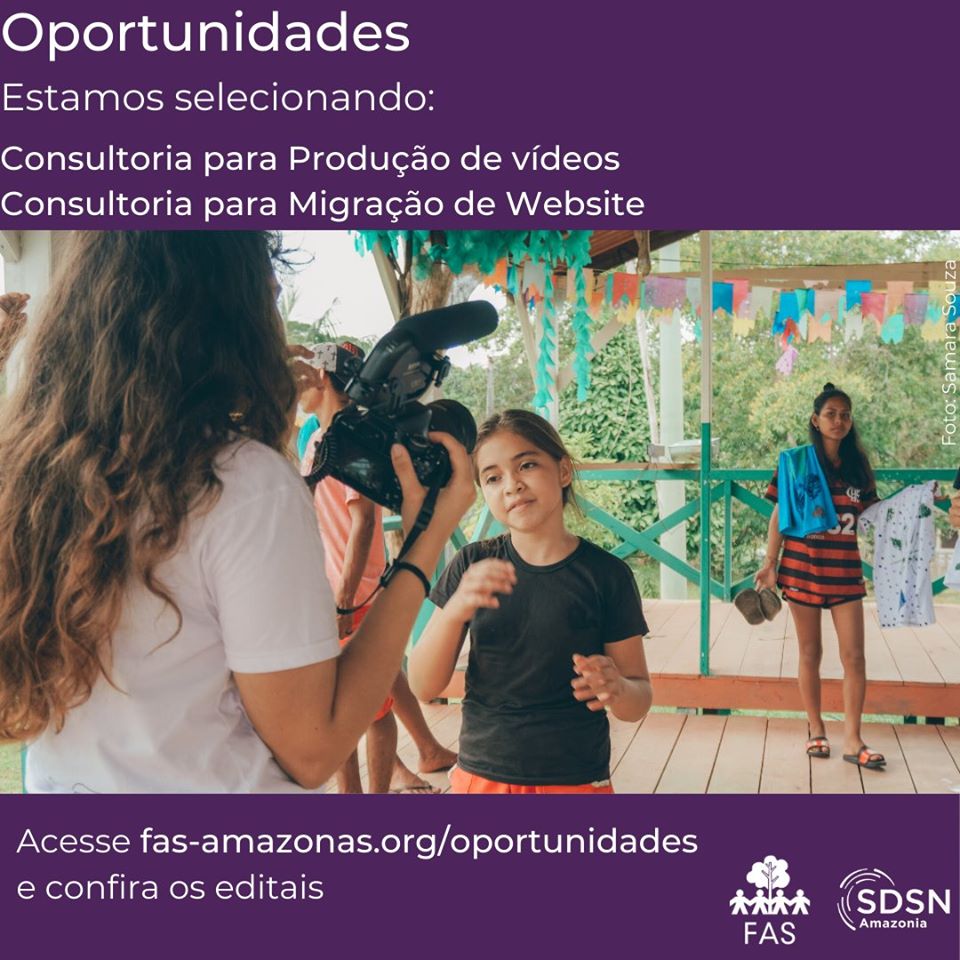 Oportunidades
Estamos selecionando:
Consultoria para Produção de vídeos
Consultoria para Migração de Website
Foto: Samara Souza
Acesse fas-amazonas.org/oportunidades
e confira os editais
FAS
SDSN
Amazonia